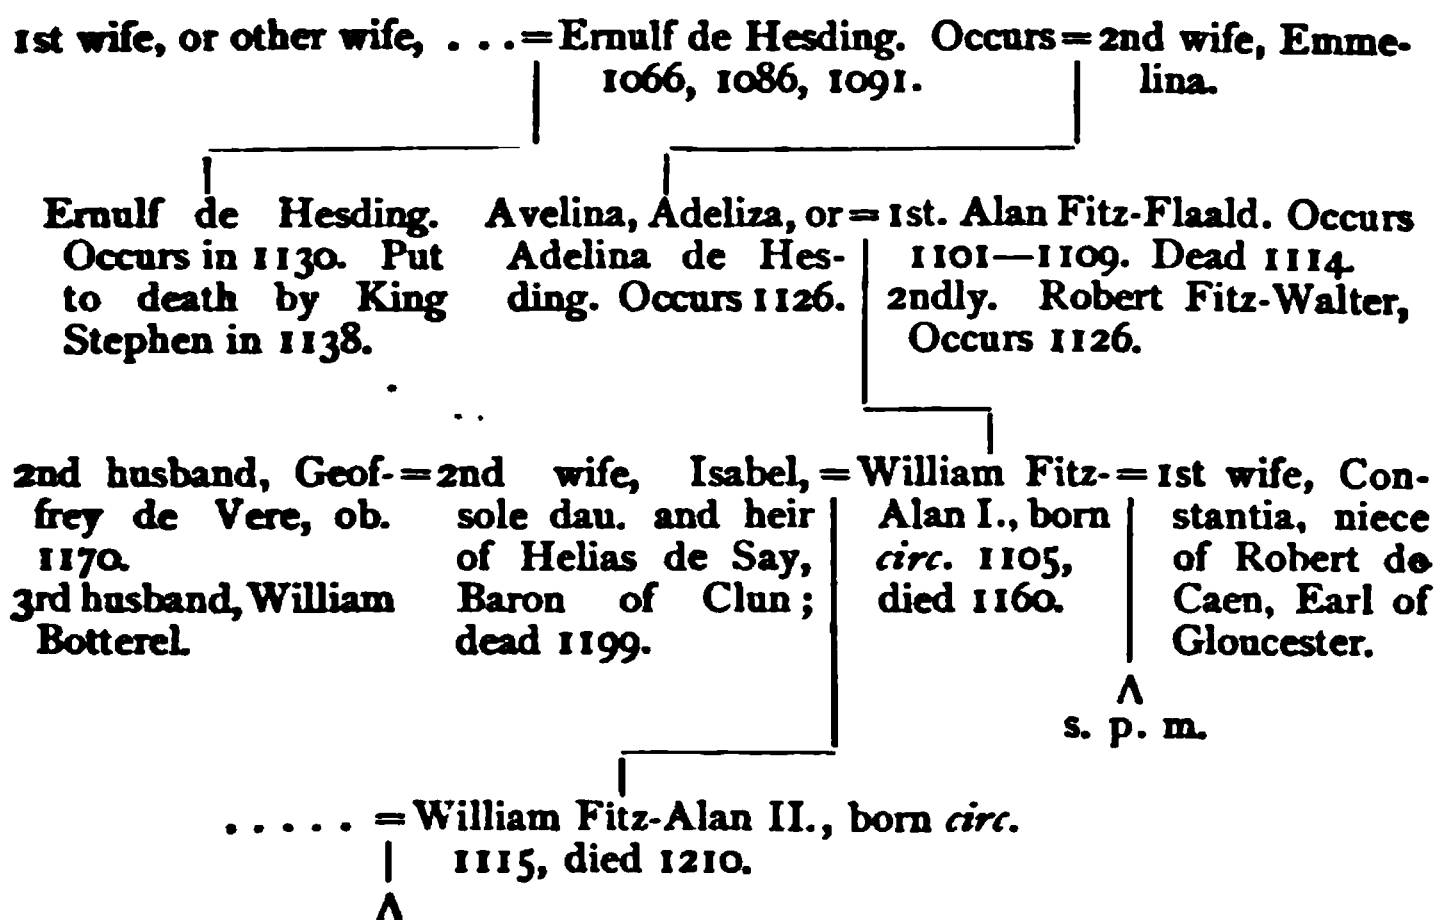 1st wife, or other wife, . . . = Ernulf de Hesding. Occurs = 2nd wife, Emme-
1066, 1086, 1091. lina.
Ernulf de Hesding. Avelina, Adeliza, or = 1st. Alan Fitz-Flaald. Occurs
Occurs in 1130. Put Adelina de Hes- 1101—1109. Dead 1114.
to death by King ding. Occurs 1126. 2ndly. Robert Fitz-Walter,
Stephen in 1138. Occurs 1126.
2nd husband, Geof- = 2nd wife, Isabel, = William Fitz- = 1st wife, Con-
frey de Vere, ob. sole dau. and heir Alan I., born stantia, niece
1170. of Helias de Say, circ. 1105, of Robert de
3rd husband, William Baron of Clun; died 1160. Caen, Earl of
Botterel. dead 1199. Gloucester.
s. p. m.
. . . . . = William Fitz-Alan II., born circ.
1115, died 1210.